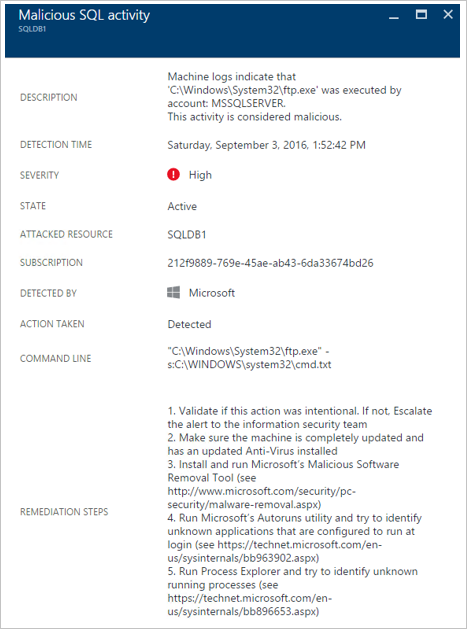 Malicious SQL activity
SQLDB1
DESCRIPTION
Machine logs indicate that
'C:\Windows\System32\ftp.exe' was executed by
account: MSSQLSERVER.
This activity is considered malicious.
DETECTION TIME
Saturday, September 3, 2016, 1:52:42 PM
SEVERITY
High
STATE
Active
ATTACKED RESOURCE
SQLDB1
SUBSCRIPTION
212f9889-769e-45ae-ab43-6da33674bd26
DETECTED BY
Microsoft
ACTION TAKEN
Detected
COMMAND LINE
"C:\Windows\System32\ftp.exe" -
s:C:\WINDOWS\system32\cmd.txt
REMEDIATION STEPS
1. Validate if this action was intentional. If not, Escalate
the alert to the information security team
2. Make sure the machine is completely updated and
has an updated Anti-Virus installed
3. Install and run Microsoft's Malicious Software
Removal Tool (see
http://www.microsoft.com/security/pc-
security/malware-removal.aspx)
4. Run Microsoft's Autoruns utility and try to identify
unknown applications that are configured to run at
login (see https://technet.microsoft.com/en-
us/sysinternals/bb963902.aspx)
5. Run Process Explorer and try to identify unknown
running processes (see
https://technet.microsoft.com/en-
us/sysinternals/bb896653.aspx)